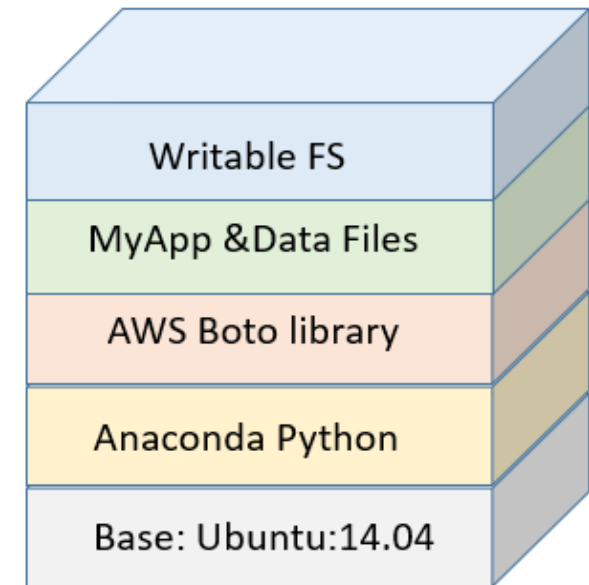 Writable FS
MyApp &Data Files
AWS Boto library
Anaconda Python
Base: Ubuntu:14.04